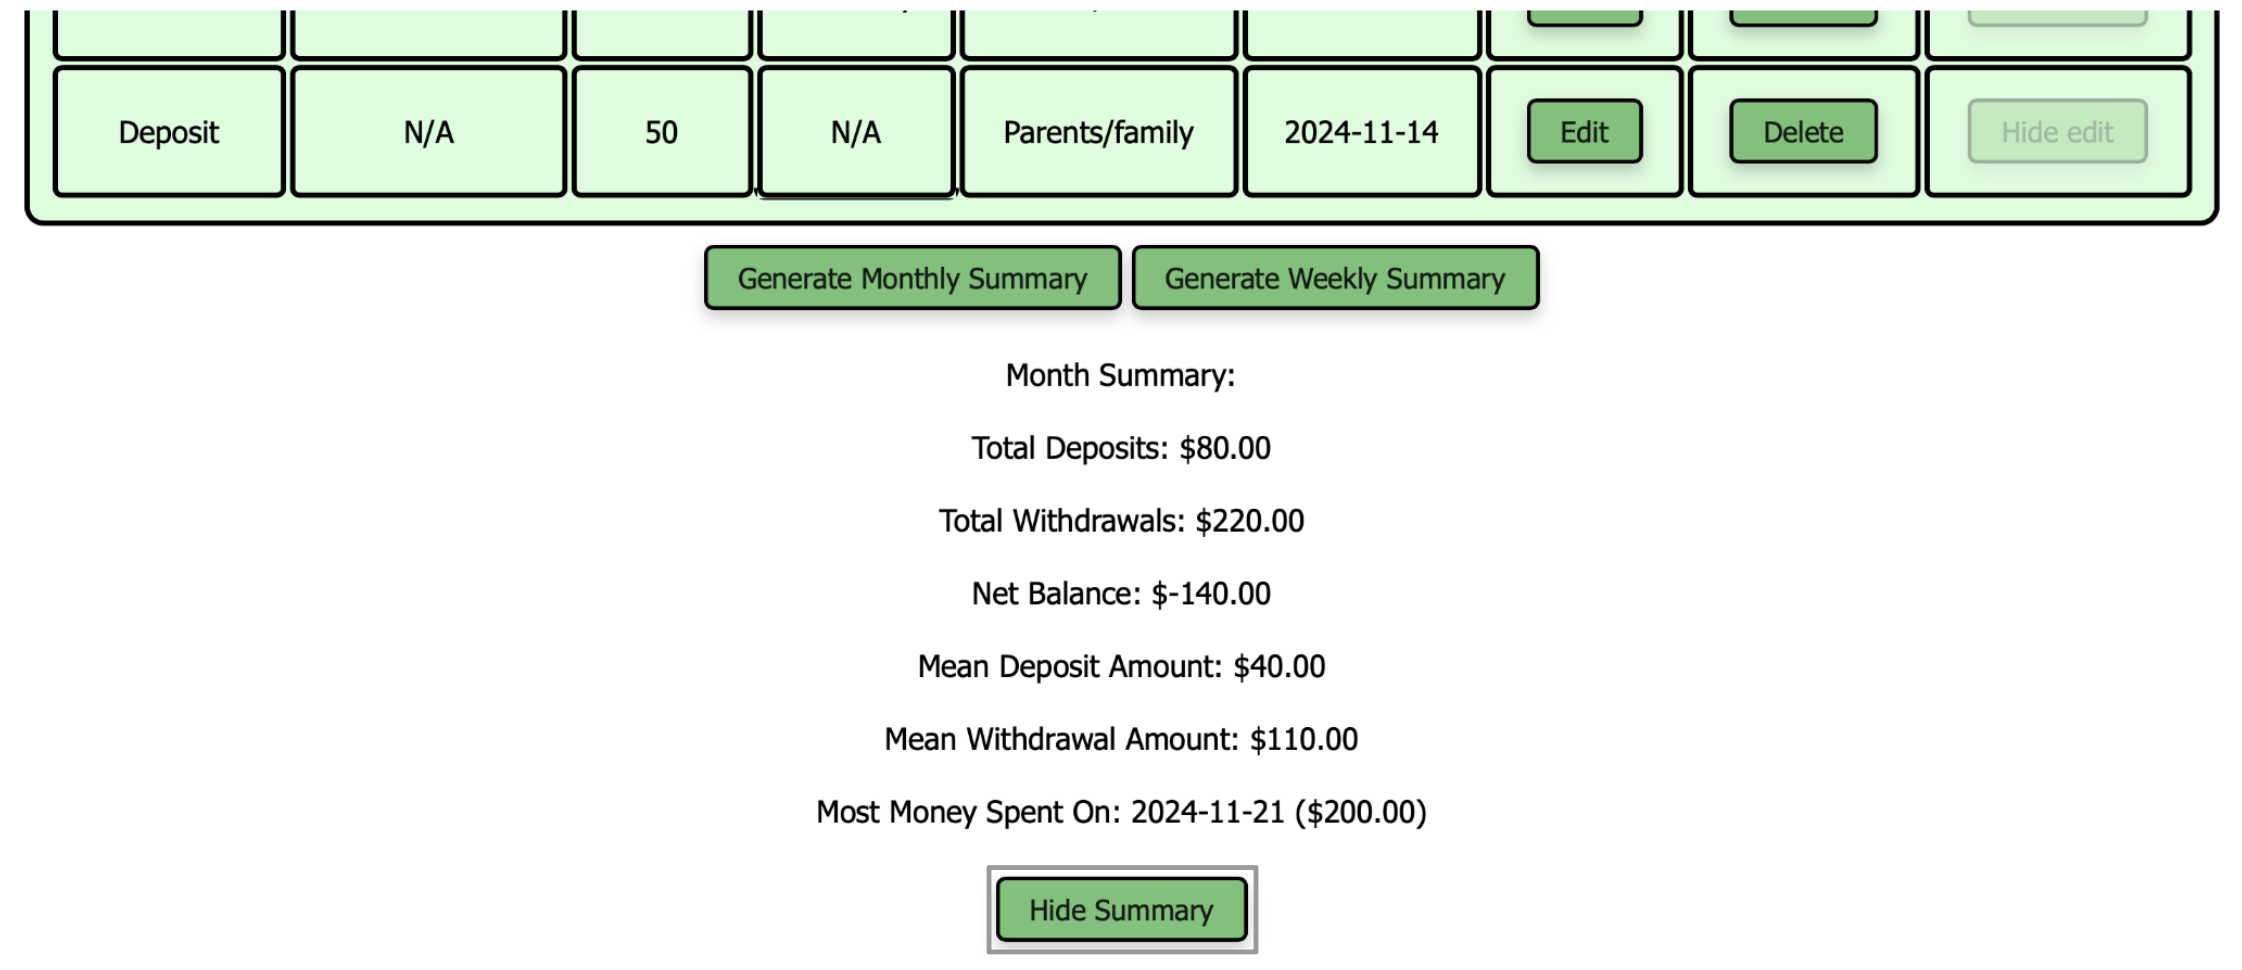 Deposit N/A 50 N/A Parents/family 2024-11-14 Edit Delete Hide edit
Generate Monthly Summary Generate Weekly Summary
Month Summary:
Total Deposits: $80.00
Total Withdrawals: $220.00
Net Balance: $-140.00
Mean Deposit Amount: $40.00
Mean Withdrawal Amount: $110.00
Most Money Spent On: 2024-11-21 ($200.00)
Hide Summary